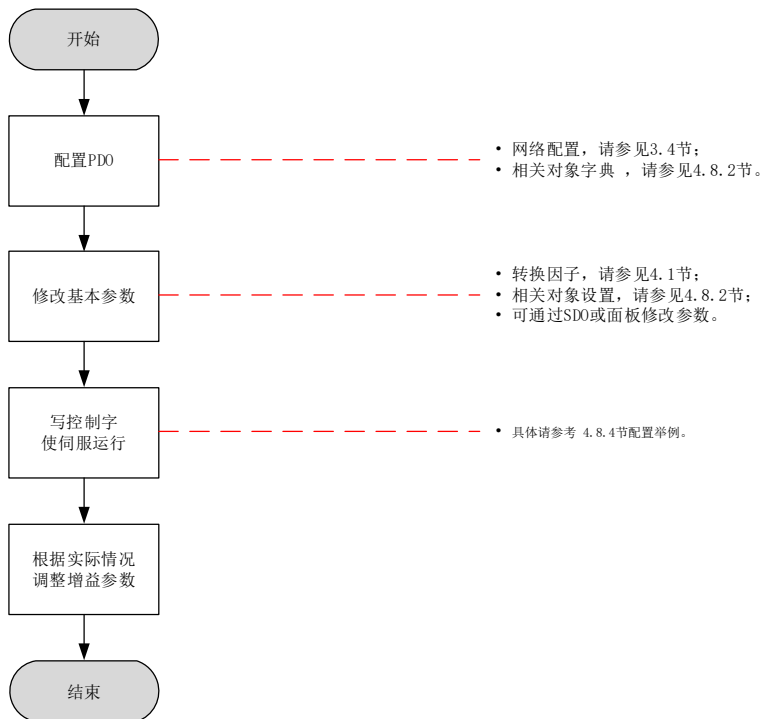 开始
配置PDO
• 网络配置，请参见3.4节；
• 相关对象字典 ，请参见4.8.2节。
修改基本参数
• 转换因子，请参见4.1节；
• 相关对象设置，请参见4.8.2节；
• 可通过SDO或面板修改参数。
写控制字
使伺服运行
• 具体请参考 4.8.4节配置举例。
根据实际情况
调整增益参数
结束